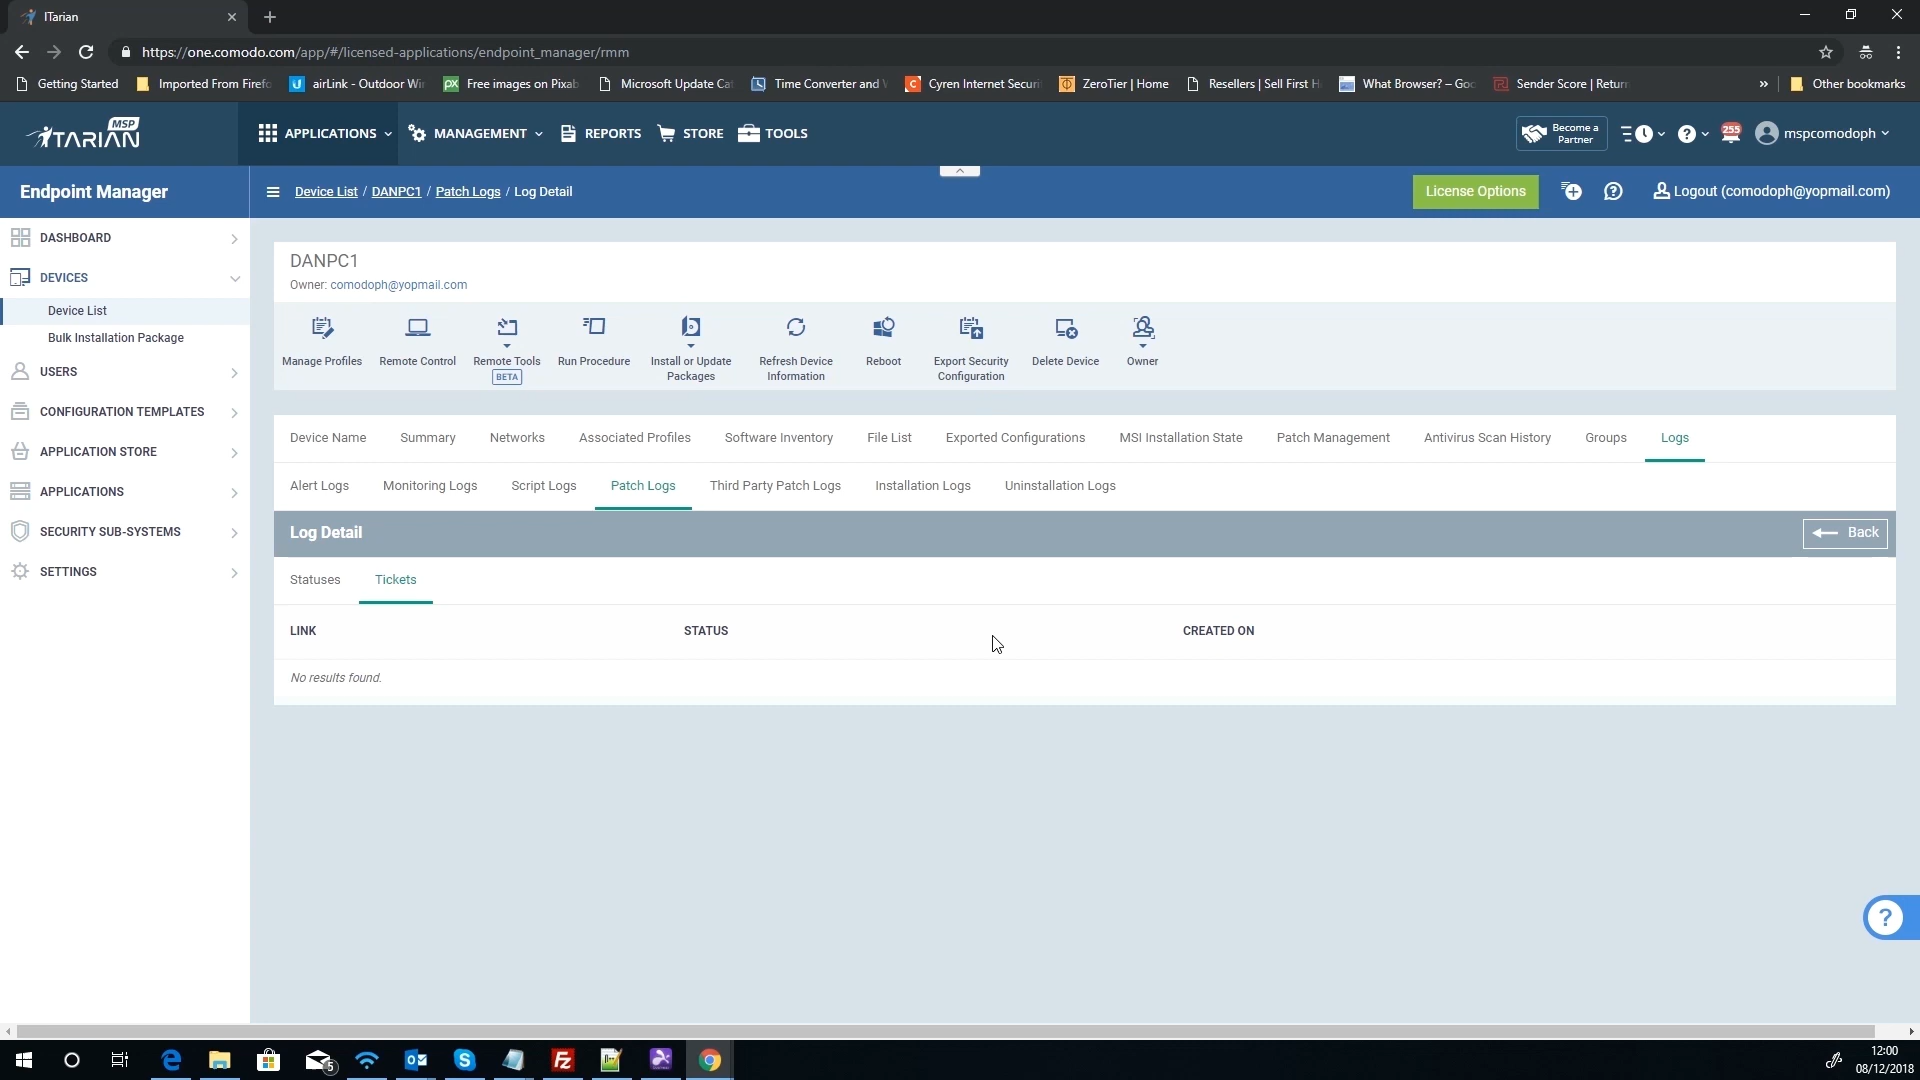 ITarian
https://one.comodo.com/app/#/licensed-applications/endpoint_manager/rmm
Getting Started
Imported From Firefo
airLink - Outdoor Wi
Free images on Pixab
Microsoft Update Cat
Time Converter and
Cyren Internet Securi
ZeroTier | Home
Resellers | Sell First H
What Browser? – Goo
Sender Score | Return
»
Other bookmarks
ITARIAN MSP
APPLICATIONS
MANAGEMENT
REPORTS
STORE
TOOLS
Become a
Partner
255
mspcomodoph
Endpoint Manager
Device List / DANPC1 / Patch Logs / Log Detail
License Options
Logout (comodoph@yopmail.com)
DASHBOARD
DEVICES
Device List
Bulk Installation Package
USERS
CONFIGURATION TEMPLATES
APPLICATION STORE
APPLICATIONS
SECURITY SUB-SYSTEMS
SETTINGS
DANPC1
Owner: comodoph@yopmail.com
Manage Profiles
Remote Control
Remote Tools
BETA
Run Procedure
Install or Update
Packages
Refresh Device
Information
Reboot
Export Security
Configuration
Delete Device
Owner
Device Name
Summary
Networks
Associated Profiles
Software Inventory
File List
Exported Configurations
MSI Installation State
Patch Management
Antivirus Scan History
Groups
Logs
Alert Logs
Monitoring Logs
Script Logs
Patch Logs
Third Party Patch Logs
Installation Logs
Uninstallation Logs
Log Detail
Back
Statuses
Tickets
LINK
STATUS
CREATED ON
No results found.
?
5
12:00
08/12/2018